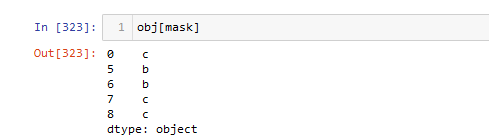 In [323]: 1 obj[mask]
Out[323]: 0 c
5 b
6 b
7 c
8 c
dtype: object